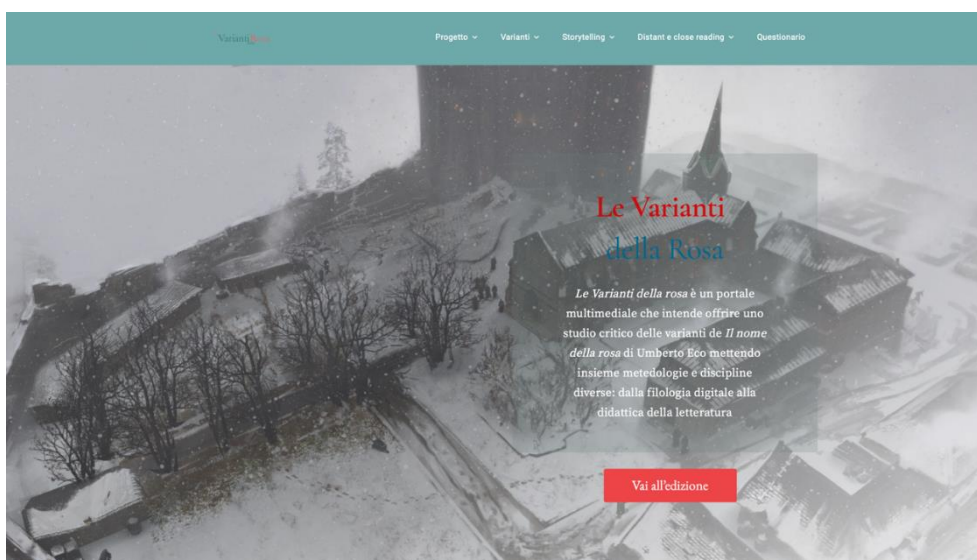 Varianti Rosa
Progetto
Varianti
Storytelling
Distant e close reading
Questionario
Le Varianti
della Rosa
Le Varianti della rosa è un portale
multimediale che intende offrire uno
studio critico delle varianti de Il nome
della rosa di Umberto Eco mettendo
insieme metedologie e discipline
diverse: dalla filologia digitale alla
didattica della letteratura
Vai all'edizione